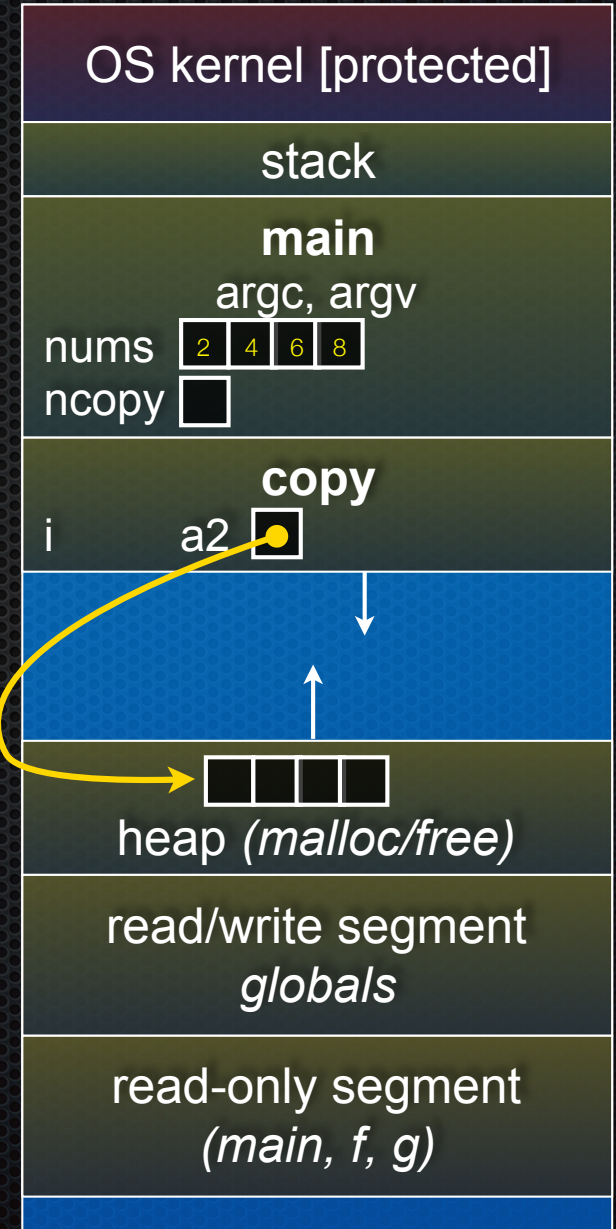 OS kernel [protected]
stack
main
argc, argv
nums 2 4 6 8
ncopy
copy
i a2
heap (malloc/free)
read/write segment
globals
read-only segment
(main, f, g)